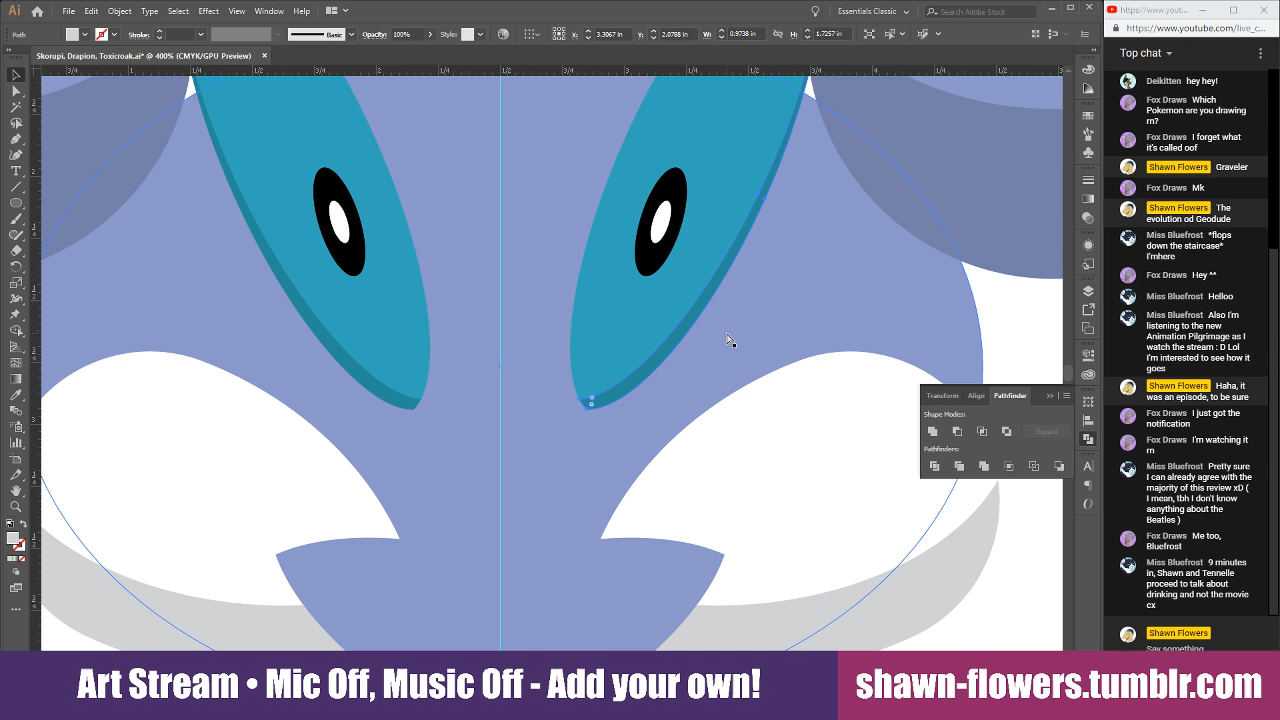 Ai File Edit Object Type Select Effect View Window Help Essentials Classic Search Adobe Stock
Path Stroke: Basic Opacity: 100% Style: X: 3.3067 in Y: 2.0788 in W: 0.9738 in H: 1.7257 in
Skorupi, Drapion, Toxicroak.ai* @ 400% (CMYK/GPU Preview)
Transform Align Pathfinder
Shape Modes:
Expand
Pathfinders:
https://www.yout...
https://www.youtube.com/live_c...
Top chat
Deikitten hey hey!
Fox Draws Which
Pokemon are you drawing
rn?
Fox Draws I forget what
it's called oof
Shawn Flowers Graveler
Fox Draws Mk
Shawn Flowers The
evolution od Geodude
Miss Bluefrost *flops
down the staircase*
I'mhere
Fox Draws Hey ^^
Miss Bluefrost Helloo
Miss Bluefrost Also I'm
listening to the new
Animation Pilgrimage as I
watch the stream : D Lol
I'm interested to see how it
goes
Shawn Flowers Haha, it
was an episode, to be sure
Fox Draws I just got the
notification
Fox Draws I'm watching it
rn
Miss Bluefrost Pretty sure
I can already agree with the
majority of this review xD (
I mean, tbh I don't know
aanything about the
Beatles )
Fox Draws Me too,
Bluefrost
Miss Bluefrost 9 minutes
in, Shawn and Tennelle
proceed to talk about
drinking and not the movie
cx
Shawn Flowers
Say something
Art Stream • Mic Off, Music Off - Add your own!
shawn-flowers.tumblr.com